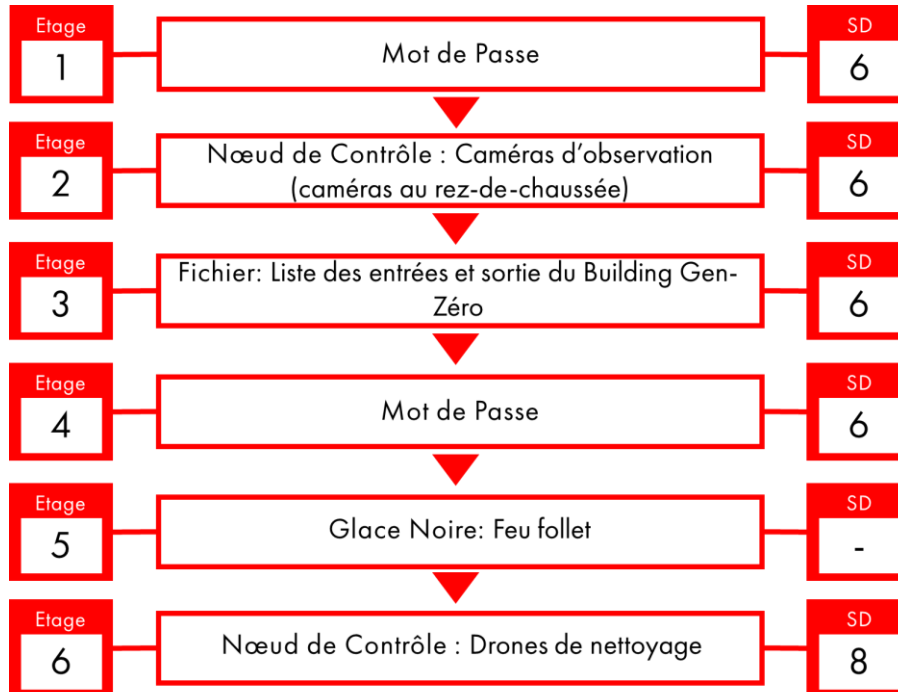 Etage
1
Mot de Passe
SD
6
Etage
2
Nœud de Contrôle : Caméras d'observation
(caméras au rez-de-chaussée)
SD
6
Etage
3
Fichier: Liste des entrées et sortie du Building Gen-
Zéro
SD
6
Etage
4
Mot de Passe
SD
6
Etage
5
Glace Noire: Feu follet
SD
-
Etage
6
Nœud de Contrôle : Drones de nettoyage
SD
8